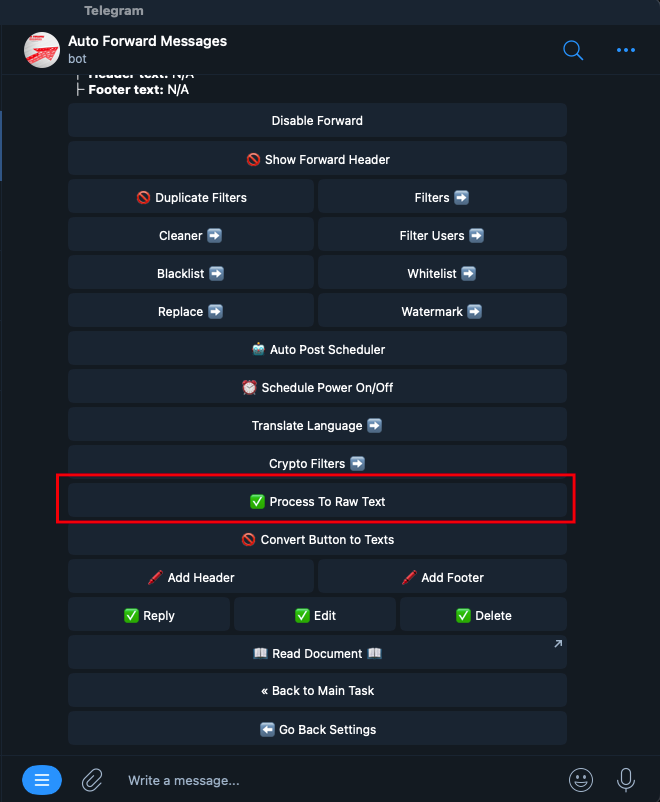 Telegram
Auto Forward Messages
bot
Header text: N/A
Footer text: N/A
Disable Forward
🚫 Show Forward Header
🚫 Duplicate Filters
Filters ➡️
Cleaner ➡️
Filter Users ➡️
Blacklist ➡️
Whitelist ➡️
Replace ➡️
Watermark ➡️
🤖 Auto Post Scheduler
⏰ Schedule Power On/Off
Translate Language ➡️
Crypto Filters ➡️
✅ Process To Raw Text
🚫 Convert Button to Texts
🖍 Add Header
🖍 Add Footer
✅ Reply
✅ Edit
✅ Delete
📖 Read Document 📖
« Back to Main Task
⬅️ Go Back Settings
Write a message...